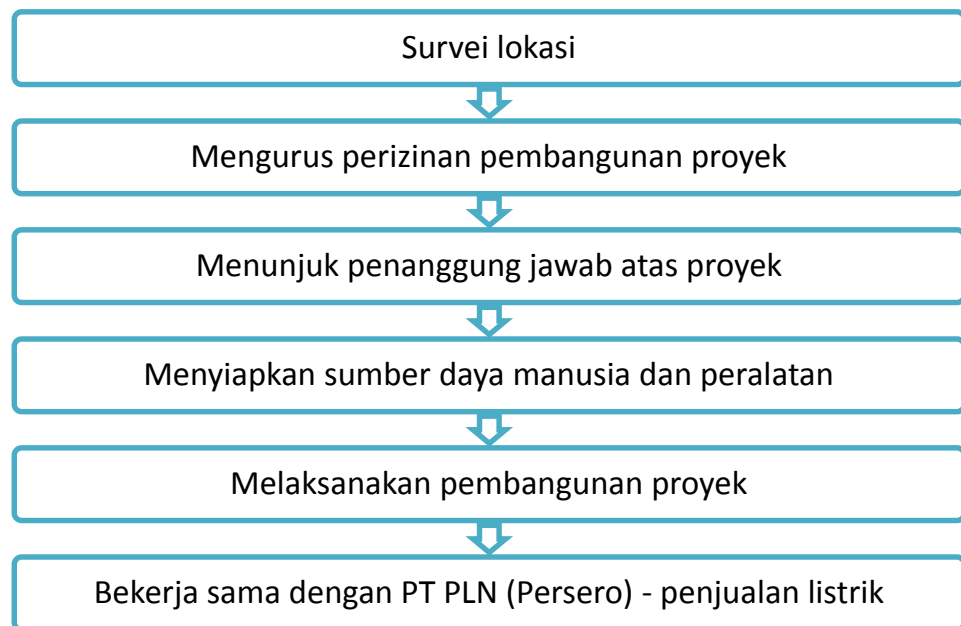 Survei lokasi
Mengurus perizinan pembangunan proyek
Menunjuk penanggung jawab atas proyek
Menyiapkan sumber daya manusia dan peralatan
Melaksanakan pembangunan proyek
Bekerja sama dengan PT PLN (Persero) - penjualan listrik